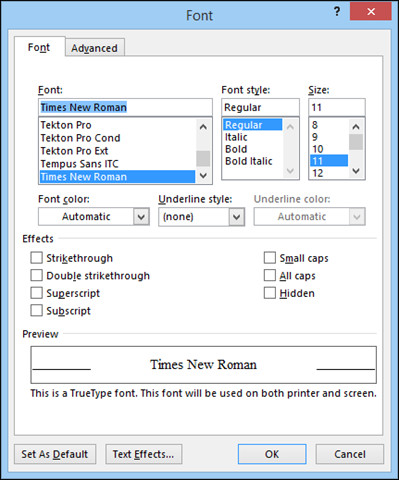 Font
? ×
Font Advanced
Font: Font style: Size:
Times New Roman Regular 11
Tekton Pro Regular 8
Tekton Pro Cond Italic 9
Tekton Pro Ext Bold 10
Tempus Sans ITC Bold Italic 11
Times New Roman 12
Font color: Underline style: Underline color:
Automatic (none) Automatic
Effects
Strikethrough Small caps
Double strikethrough All caps
Superscript Hidden
Subscript
Preview
Times New Roman
This is a TrueType font. This font will be used on both printer and screen.
Set As Default Text Effects... OK Cancel